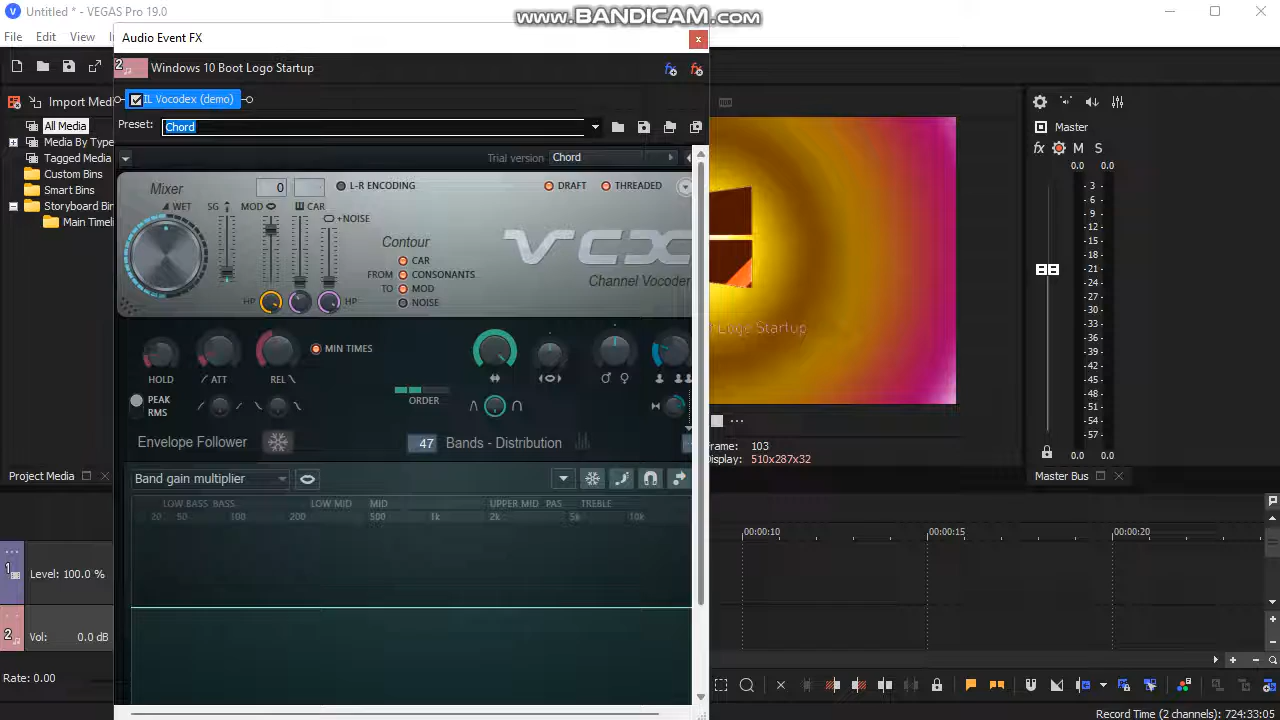 Untitled * - VEGAS Pro 19.0
www.BANDICAM.com
File Edit View
Audio Event FX
Windows 10 Boot Logo Startup
IL Vocodex (demo)
Preset: Chord
Import Medi
All Media
Media By Type
Tagged Media
Custom Bins
Smart Bins
Storyboard Bin
Main Timeli
Trial version Chord
Mixer
0
L-R ENCODING
DRAFT THREADED
WET SG MOD CAR
+NOISE
Contour
CAR
FROM CONSONANTS
TO MOD
NOISE
HP HP
VCX
Channel Vocoder
HOLD ATT REL
MIN TIMES
PEAK
RMS
ORDER
Envelope Follower
47 Bands - Distribution
Band gain multiplier
LOW BASS BASS LOW MID MID UPPER MID PAS TREBLE
20 50 100 200 500 1k 2k 5k 10k
Logo Startup
rame: 103
isplay: 510x287x32
Master
fx M S
0.0 0.0
3
6
9
12
15
18
21
24
27
30
33
36
39
42
45
48
51
54
57
0.0 0.0
Project Media
Master Bus
00:00:10 00:00:15 00:00:20
1
Level: 100.0 %
2
Vol: 0.0 dB
Rate: 0.00
Record Time (2 channels): 724:33:05